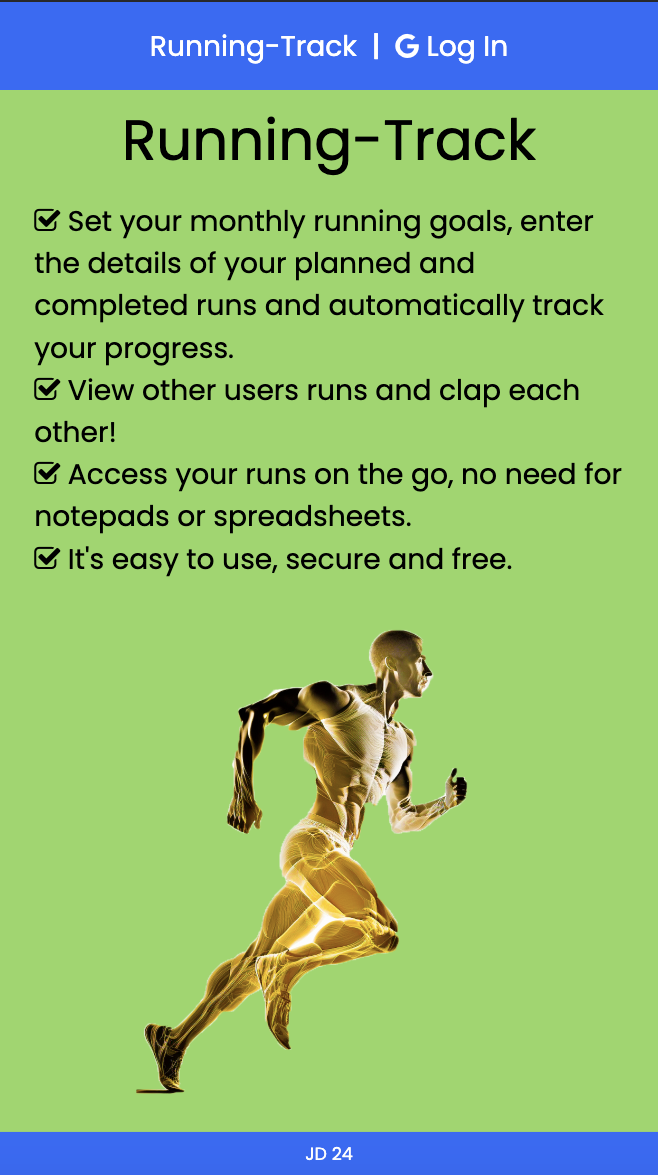 Running-Track | G Log In
Running-Track
Set your monthly running goals, enter
the details of your planned and
completed runs and automatically track
your progress.
View other users runs and clap each
other!
Access your runs on the go, no need for
notepads or spreadsheets.
It's easy to use, secure and free.
JD 24